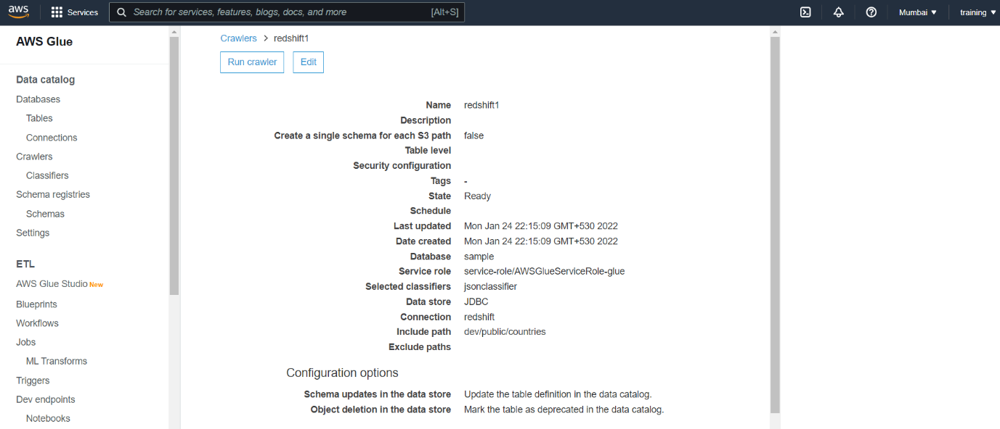 aws Services Search for services, features, blogs, docs, and more [Alt+S] Mumbai ▼ training ▼
AWS Glue
Data catalog
Databases
Tables
Connections
Crawlers
Classifiers
Schema registries
Schemas
Settings
ETL
AWS Glue Studio New
Blueprints
Workflows
Jobs
ML Transforms
Triggers
Dev endpoints
Notebooks
Crawlers > redshift1
Run crawler Edit
Name redshift1
Description
Create a single schema for each S3 path false
Table level
Security configuration
Tags -
State Ready
Schedule
Last updated Mon Jan 24 22:15:09 GMT+530 2022
Date created Mon Jan 24 22:15:09 GMT+530 2022
Database sample
Service role service-role/AWSGlueServiceRole-glue
Selected classifiers jsonclassifier
Data store JDBC
Connection redshift
Include path dev/public/countries
Exclude paths
Configuration options
Schema updates in the data store Update the table definition in the data catalog.
Object deletion in the data store Mark the table as deprecated in the data catalog.